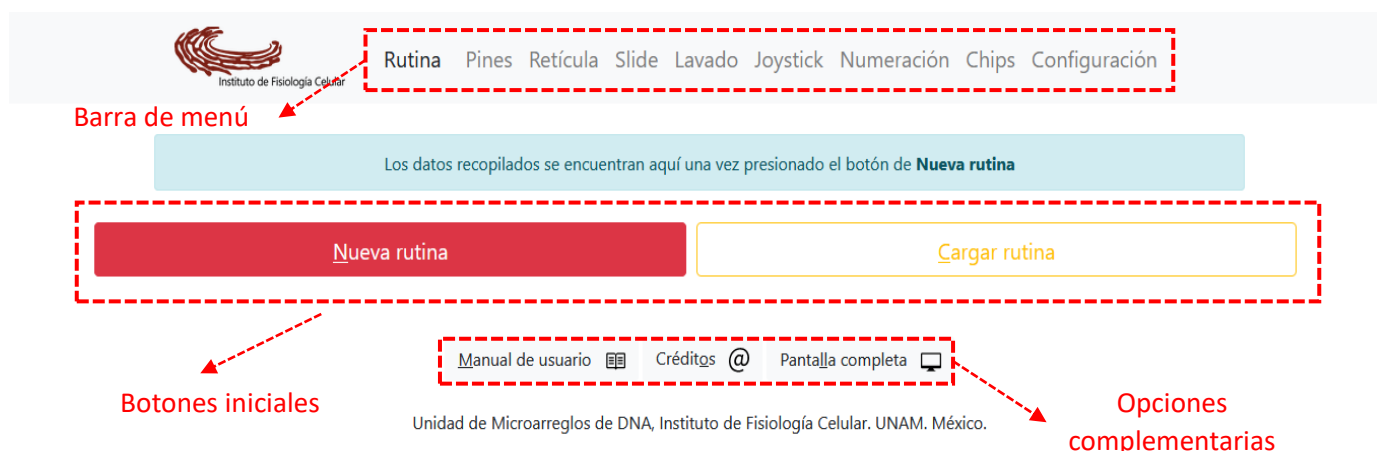 Instituto de Fisiología Celular
Rutina Pines Retícula Slide Lavado Joystick Numeración Chips Configuración
Barra de menú
Los datos recopilados se encuentran aquí una vez presionado el botón de Nueva rutina
Nueva rutina Cargar rutina
Manual de usuario Créditos @ Pantalla completa
Botones iniciales
Opciones
complementarias
Unidad de Microarreglos de DNA, Instituto de Fisiología Celular. UNAM. México.